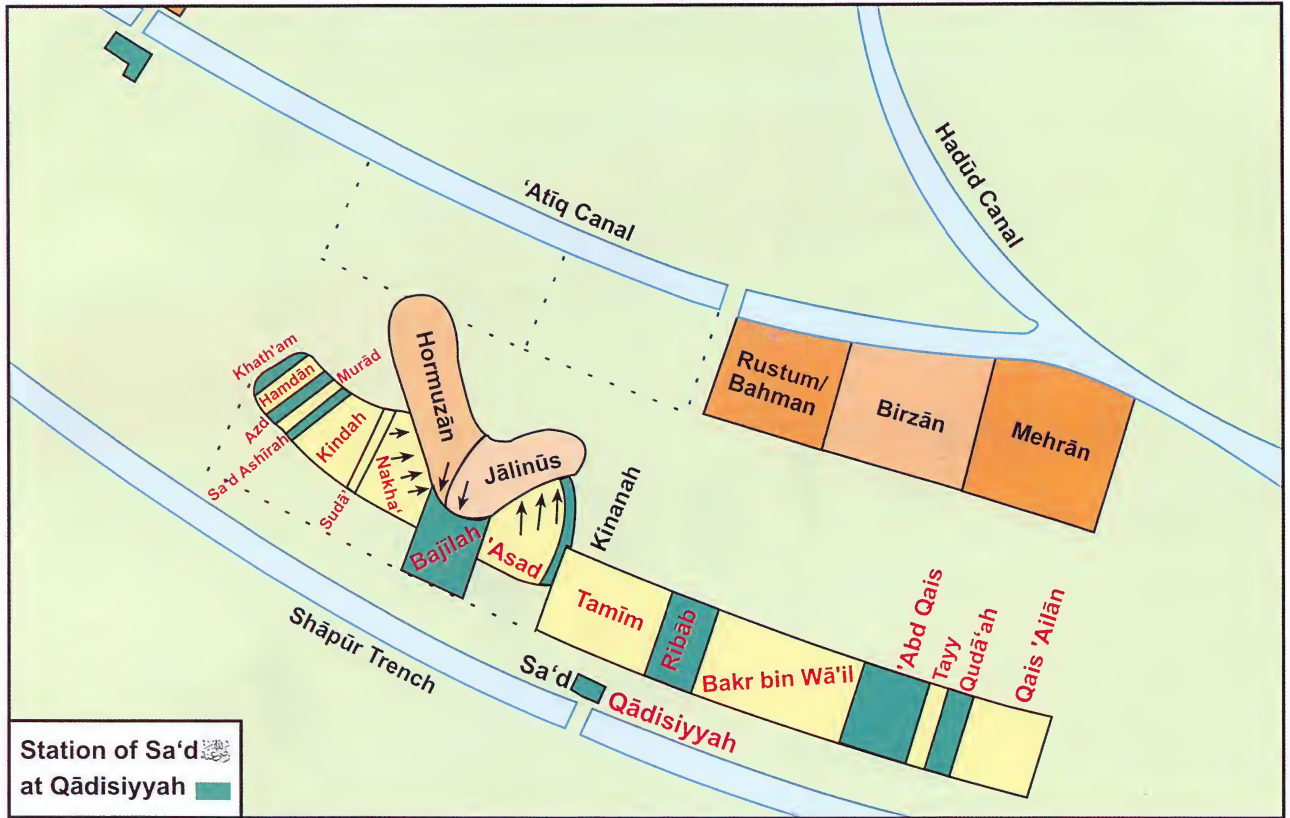 'Atīq Canal
Hadūd Canal
Khath'am
Hamdān
Murād
Azd
Sa'd Ashīrah
Kindah
Sudā'
Nakha'
Hormuzān
Jālinūs
Bajīlah
'Asad
Kinanah
Rustum/
Bahman
Birzān
Mehrān
Tamīm
Ribāb
Bakr bin Wā'il
'Abd Qais
Tayy
Qudā'ah
Qais 'Ailān
Shāpūr Trench
Sa'd
Qādisiyyah
Station of Sa'd
at Qādisiyyah